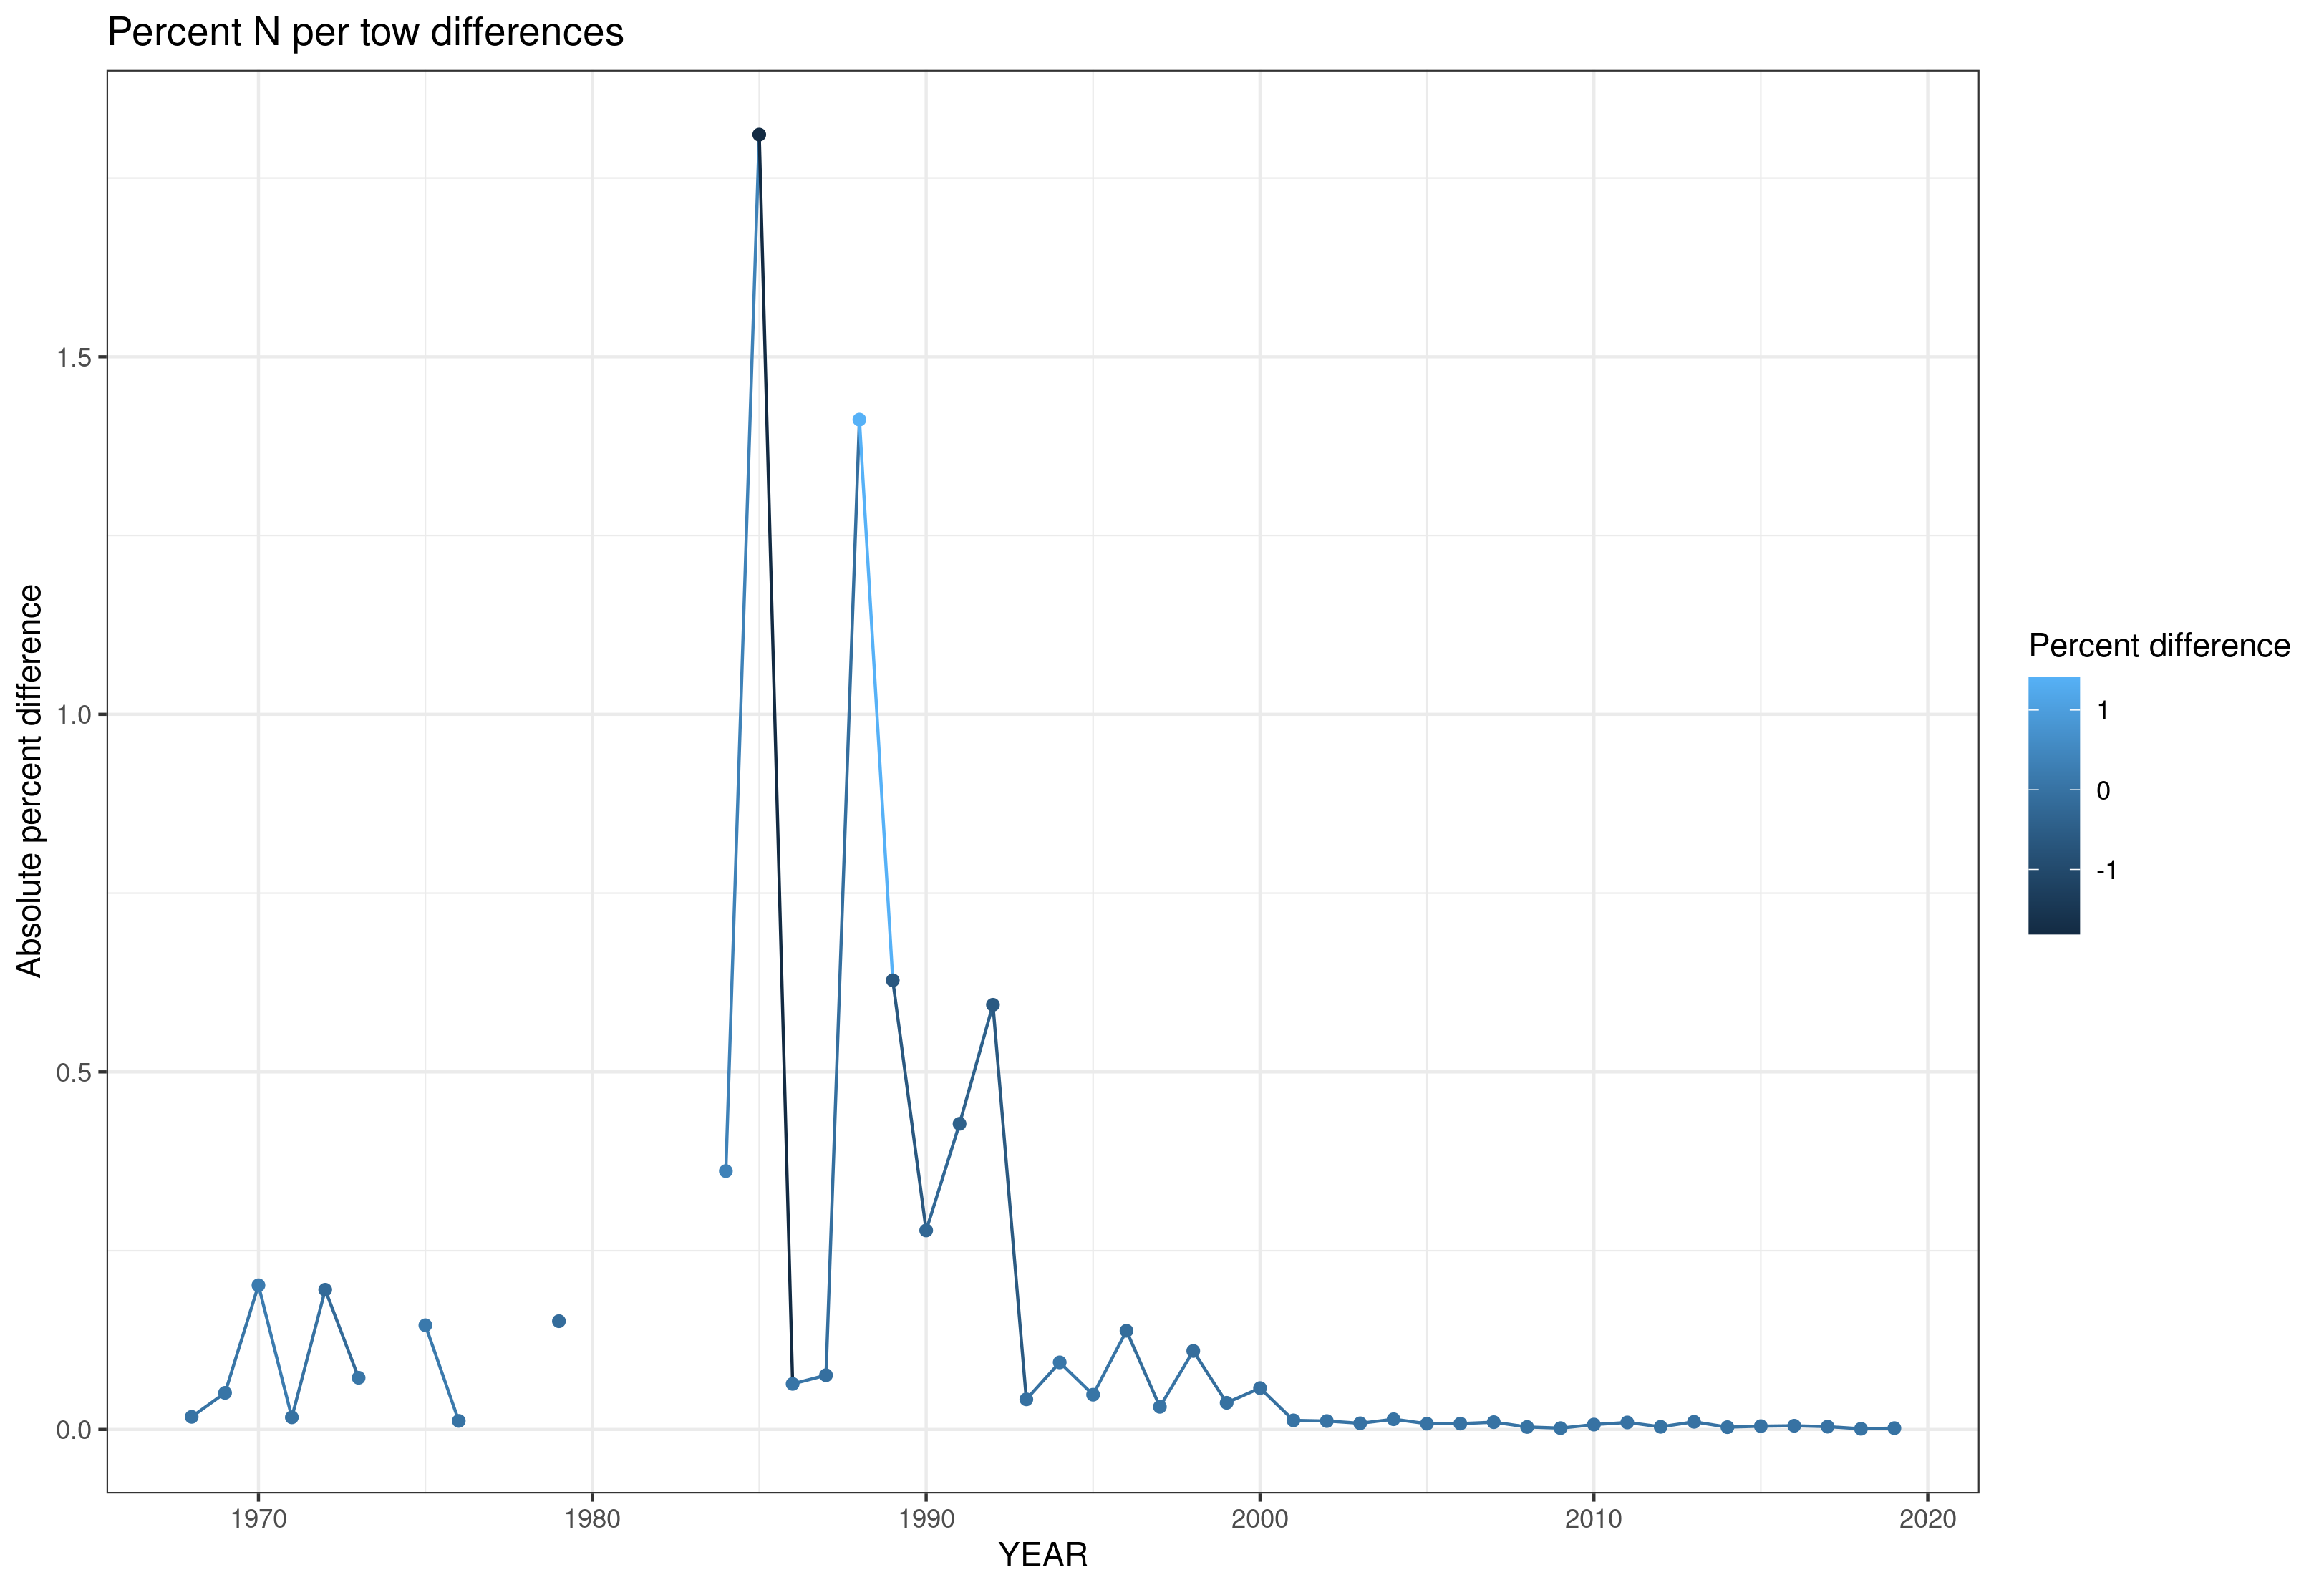 Percent N per tow differences
Absolute percent difference
1.5
1.0
0.5
0.0
1970 1980 1990 2000 2010 2020
YEAR
Percent difference
1
0
-1